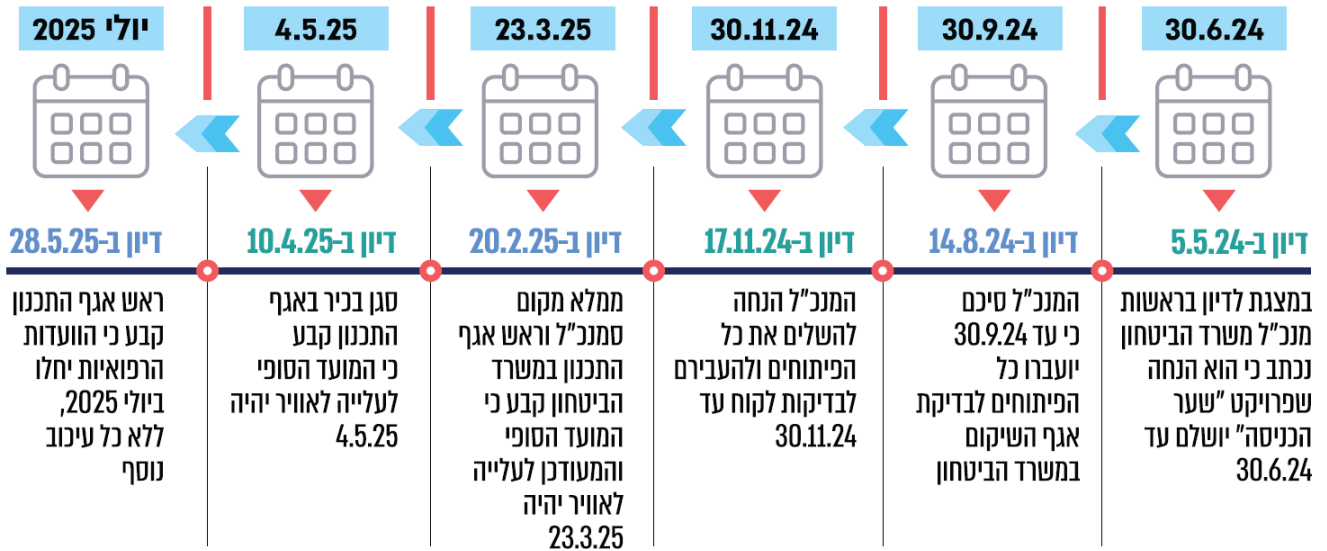 30.6.24
דיון ב-5.5.24
במצגת לדיון בראשות
מנכ"ל משרד הביטחון
נכתב כי הוא הנחה
שפרויקט "שער
הכניסה" יושלם עד
30.6.24
30.9.24
דיון ב-14.8.24
המנכ"ל סיכם
כי עד 30.9.24
יועברו כל
הפיתוחים לבדיקת
אגף השיקום
במשרד הביטחון
30.11.24
דיון ב-17.11.24
המנכ"ל הנחה
להשלים את כל
הפיתוחים ולהעבירם
לבדיקות לקוח עד
30.11.24
23.3.25
דיון ב-20.2.25
ממלא מקום
סמנכ"ל וראש אגף
התכנון במשרד
הביטחון קבע כי
המועד הסופי
והמעודכן לעלייה
לאוויר יהיה
23.3.25
4.5.25
דיון ב-10.4.25
סגן בכיר באגף
התכנון קבע
כי המועד הסופי
לעלייה לאוויר יהיה
4.5.25
יולי 2025
דיון ב-28.5.25
ראש אגף התכנון
קבע כי הוועדות
הרפואיות יחלו
ביולי 2025,
ללא כל עיכוב
נוסף